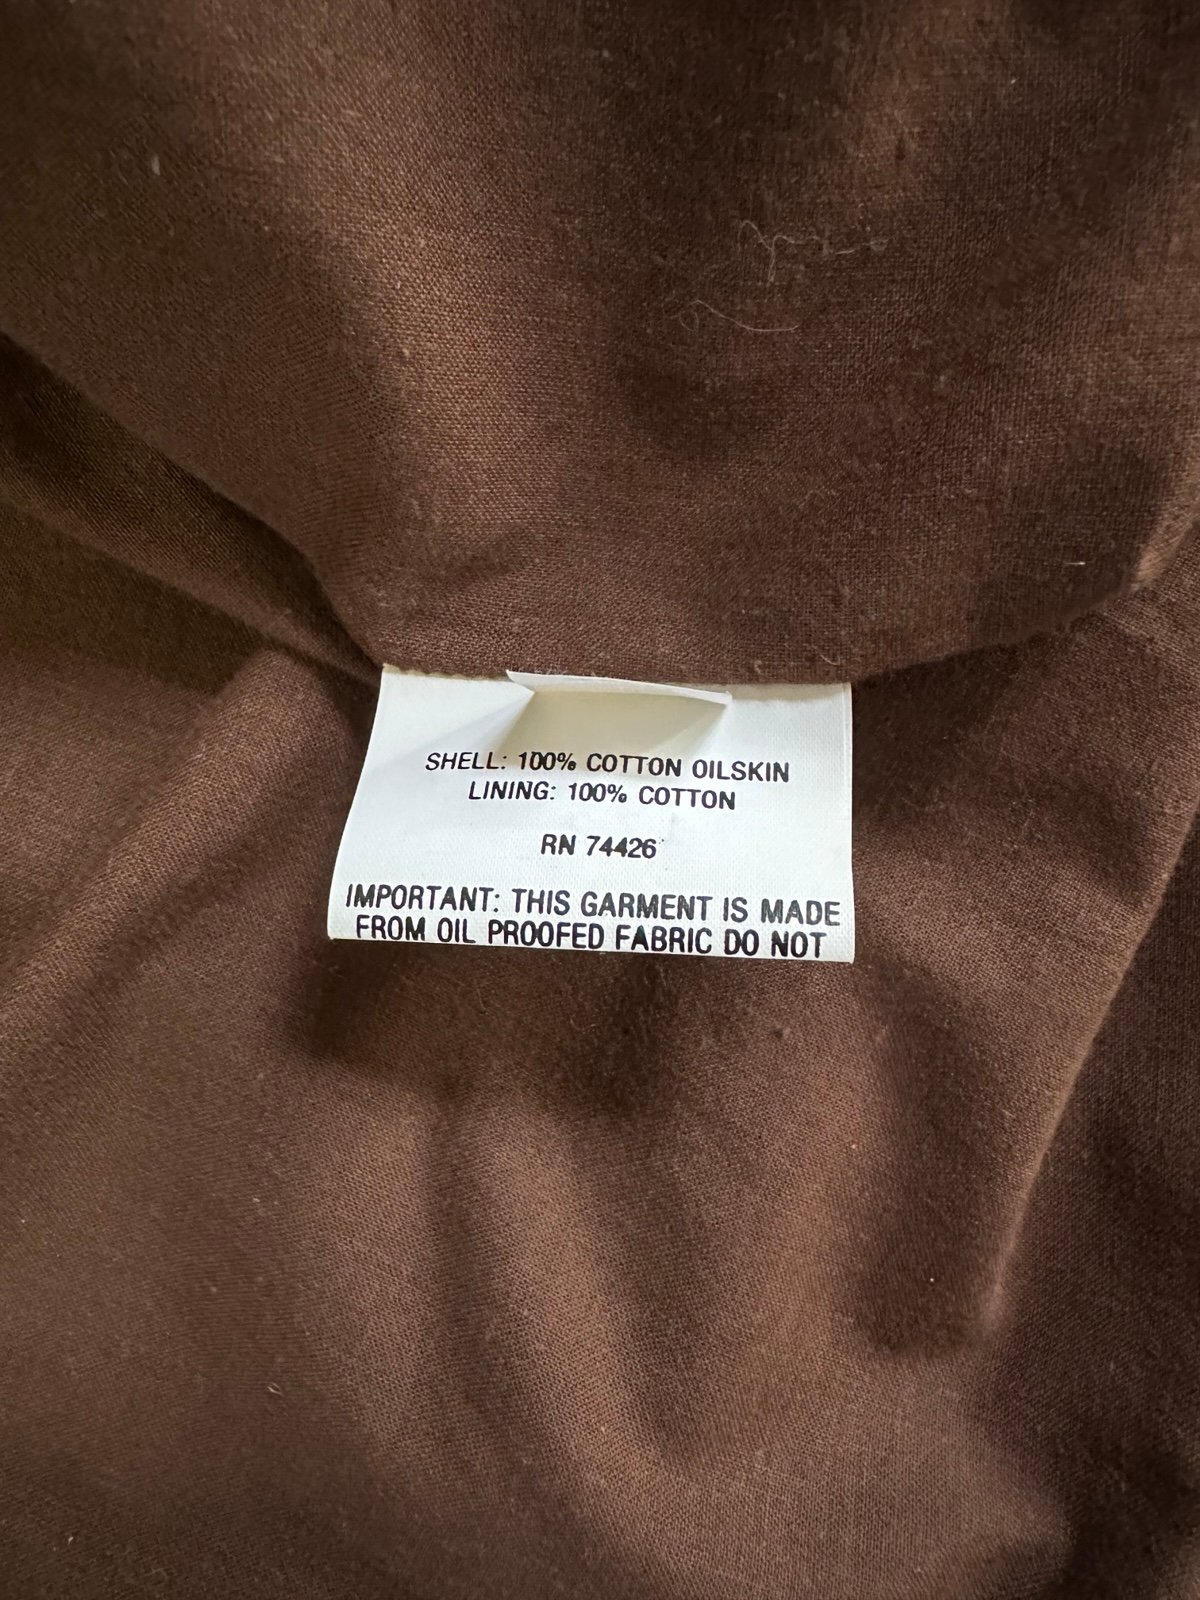 SHELL: 100% COTTON OILSKIN
LINING: 100% COTTON
RN 74426
IMPORTANT: THIS GARMENT IS MADE
FROM OIL PROOFED FABRIC DO NOT